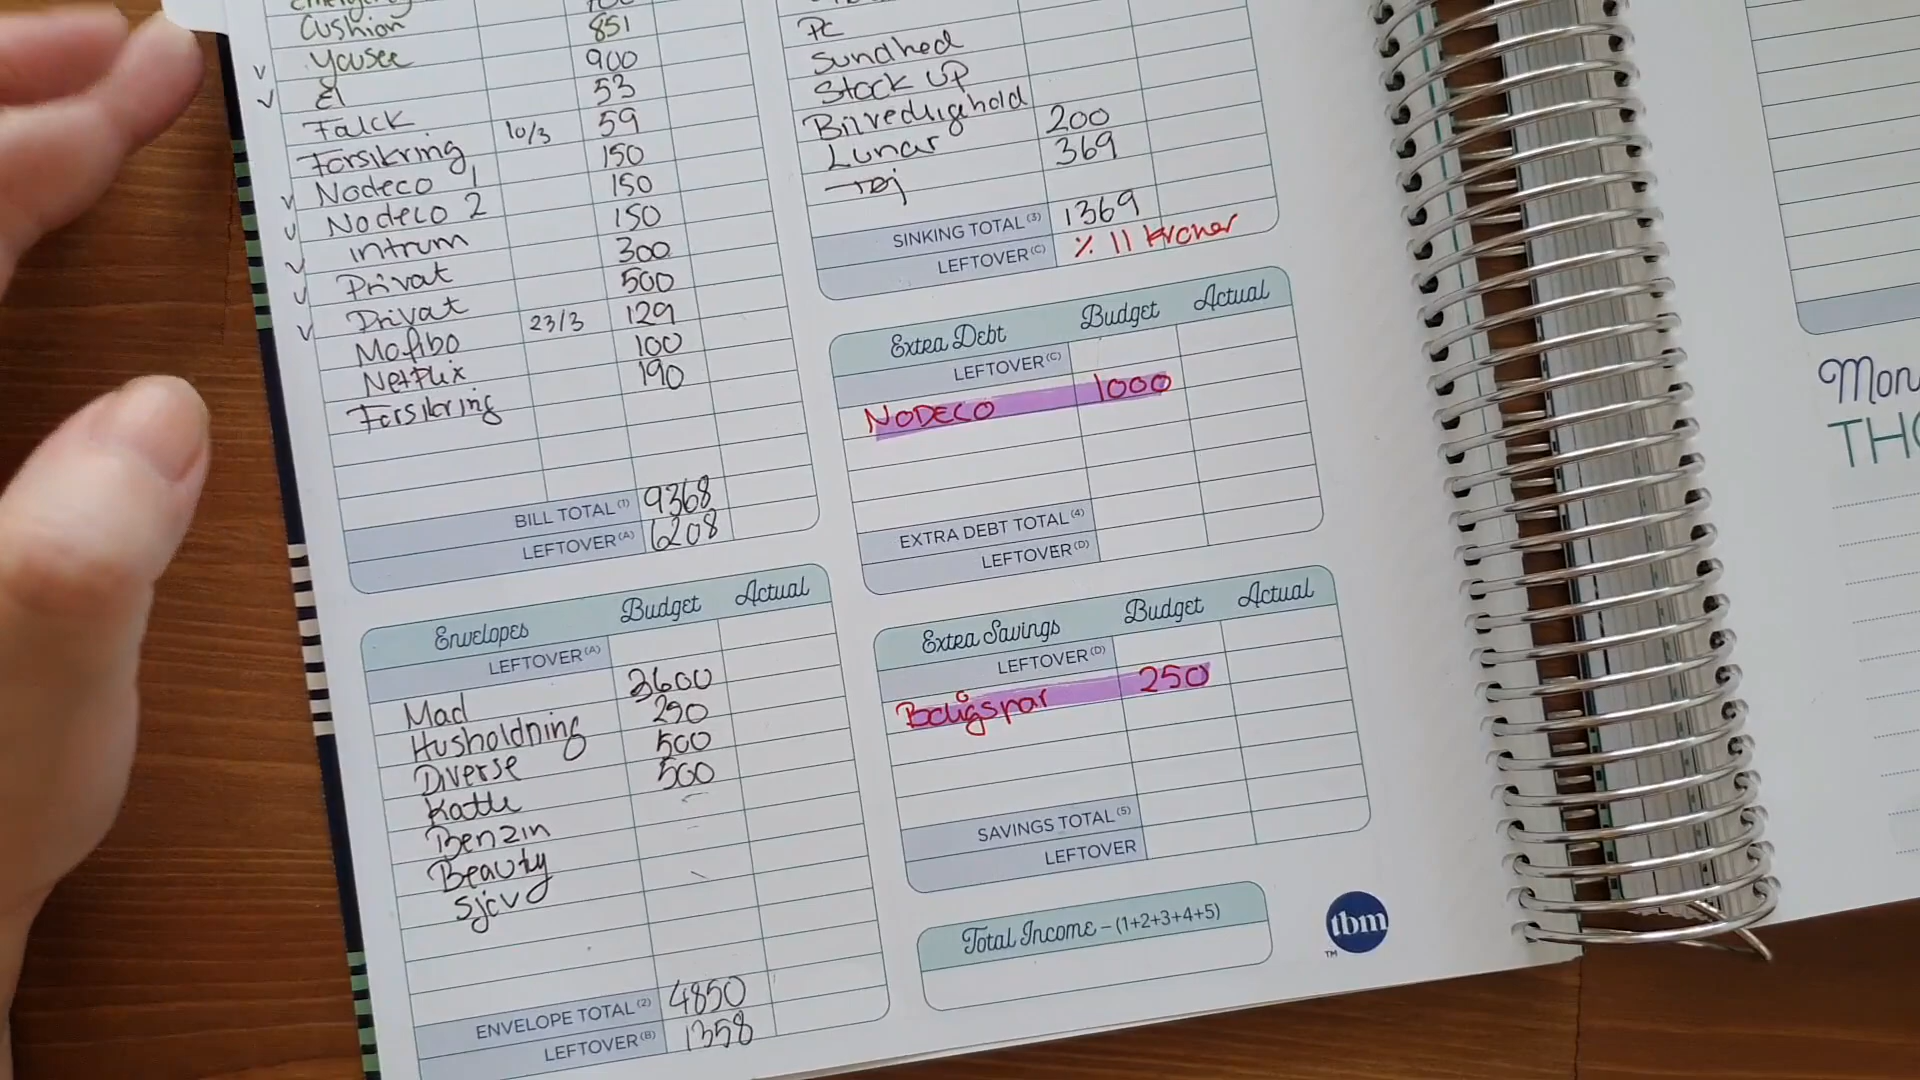 Cushion 851
v Yousee 900
v El 53
Falck 10/3 59
Forsikring 150
v Nodeco 1 150
v Nodeco 2 150
v intrum 300
v Privat 500
v Privat 23/3 129
Mofibo 100
Netflix 190
Forsikring
BILL TOTAL (1) 9368
LEFTOVER (A) 6208
Envelopes Budget Actual
LEFTOVER (A)
Mad 3600
Husholdning 290
Diverse 500
Katte 500
Benzin
Beauty
Sjov
ENVELOPE TOTAL (2) 4850
LEFTOVER (B) 1358
PC
Sundhed
Stock UP
Bilvedligehold
Lunar 200
Tøj 369
SINKING TOTAL (3) 1369
LEFTOVER (C) % 11 kroner
Extra Debt Budget Actual
LEFTOVER (C)
NODECO 1000
EXTRA DEBT TOTAL (4)
LEFTOVER (D)
Extra Savings Budget Actual
LEFTOVER (D)
Boligspar 250
SAVINGS TOTAL (5)
LEFTOVER
Total Income – (1+2+3+4+5)
tbm
TM